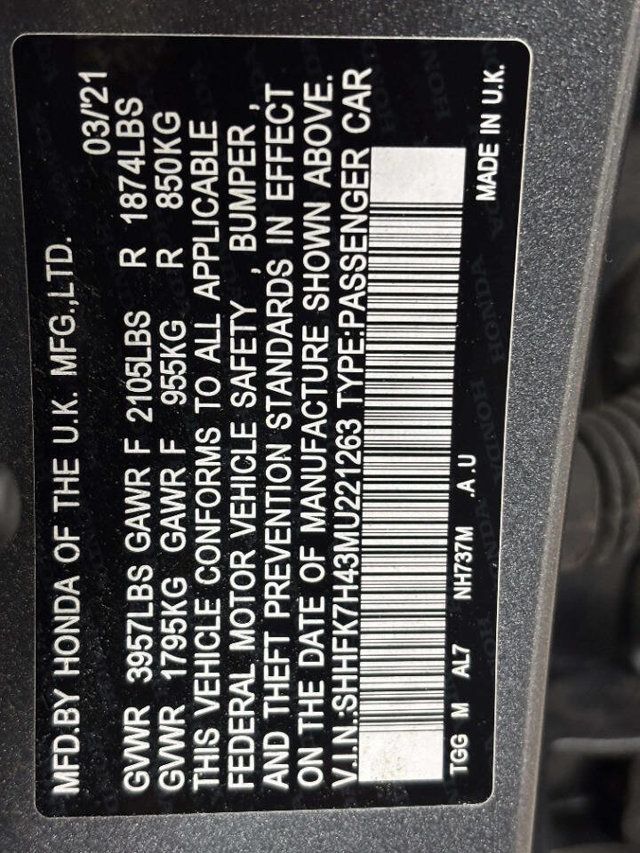 MFD.BY HONDA OF THE U.K. MFG.,LTD. 03/'21
GVWR 3957LBS GAWR F 2105LBS R 1874LBS
GVWR 1795KG GAWR F 955KG R 850KG
THIS VEHICLE CONFORMS TO ALL APPLICABLE
FEDERAL MOTOR VEHICLE SAFETY , BUMPER ,
AND THEFT PREVENTION STANDARDS IN EFFECT
ON THE DATE OF MANUFACTURE SHOWN ABOVE.
V.I.N.:SHHFK7H43MU221263 TYPE:PASSENGER CAR
TGG M AL7 NH737M .A .U MADE IN U.K.